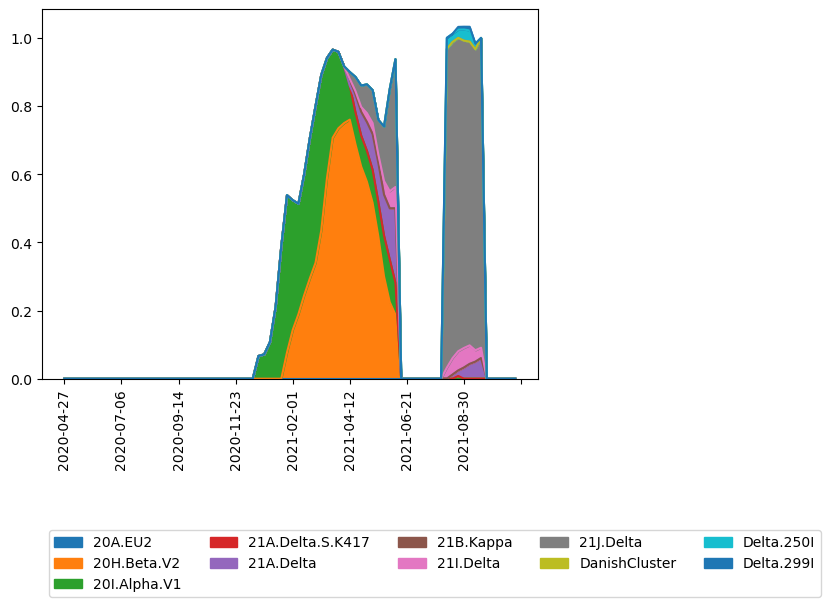 1.0
0.8
0.6
0.4
0.2
0.0
2020-04-27
2020-07-06
2020-09-14
2020-11-23
2021-02-01
2021-04-12
2021-06-21
2021-08-30
20A.EU2
20H.Beta.V2
20I.Alpha.V1
21A.Delta.S.K417
21A.Delta
21B.Kappa
21I.Delta
21J.Delta
DanishCluster
Delta.250I
Delta.299I